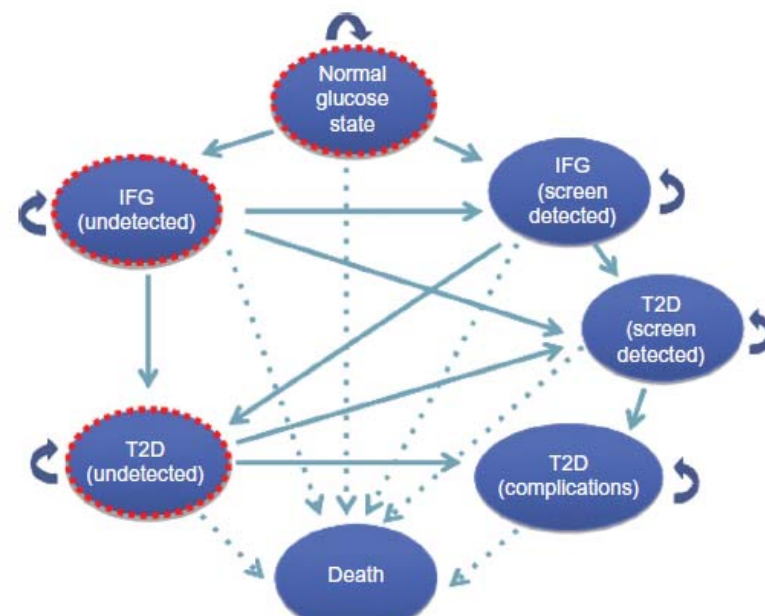 Normal
glucose
state
IFG
(undetected)
IFG
(screen
detected)
T2D
(screen
detected)
T2D
(undetected)
T2D
(complications)
Death